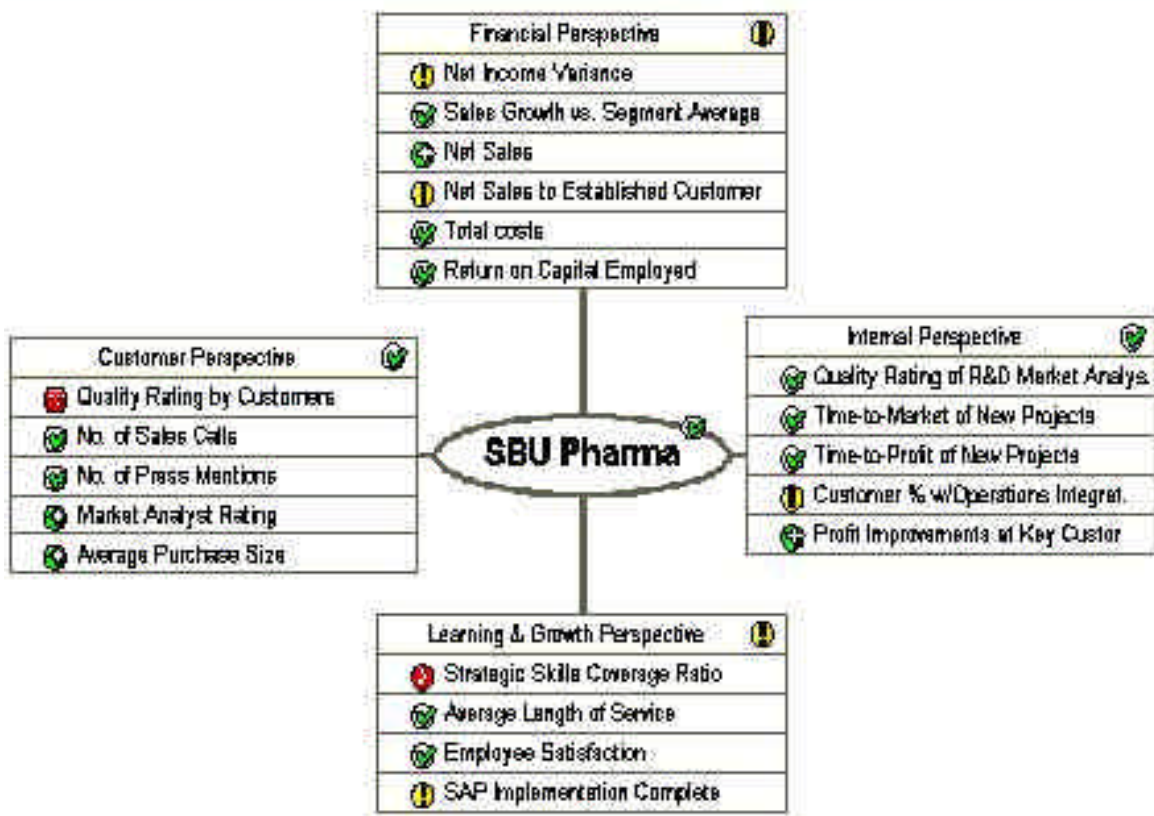 Financial Perspective
Net Income Variance
Sales Growth vs. Segment Average
Net Sales
Net Sales to Established Customer
Total costs
Return on Capital Employed
Customer Perspective
Quality Rating by Customers
No. of Sales Calls
No. of Press Mentions
Market Analyst Rating
Average Purchase Size
SBU Pharma
Internal Perspective
Quality Rating of R&D Market Analys.
Time-to-Market of New Projects
Time-to-Profit of New Projects
Customer % w/Operations Integrat.
Profit Improvements at Key Custor
Learning & Growth Perspective
Strategic Skills Coverage Ratio
Average Length of Service
Employee Satisfaction
SAP Implementation Complete